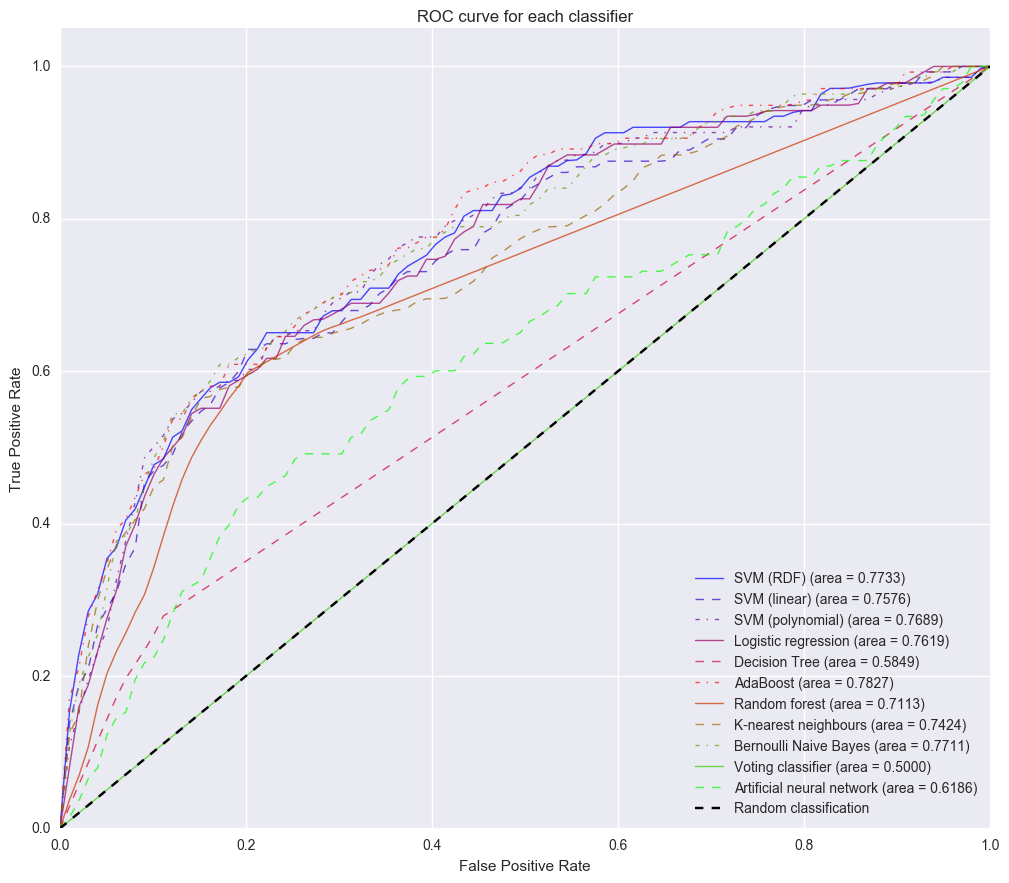 ROC curve for each classifier
True Positive Rate
1.0
0.8
0.6
0.4
0.2
0.0
SVM (RDF) (area = 0.7733)
SVM (linear) (area = 0.7576)
SVM (polynomial) (area = 0.7689)
Logistic regression (area = 0.7619)
Decision Tree (area = 0.5849)
AdaBoost (area = 0.7827)
Random forest (area = 0.7113)
K-nearest neighbours (area = 0.7424)
Bernoulli Naive Bayes (area = 0.7711)
Voting classifier (area = 0.5000)
Artificial neural network (area = 0.6186)
Random classification
0.0 0.2 0.4 0.6 0.8 1.0
False Positive Rate